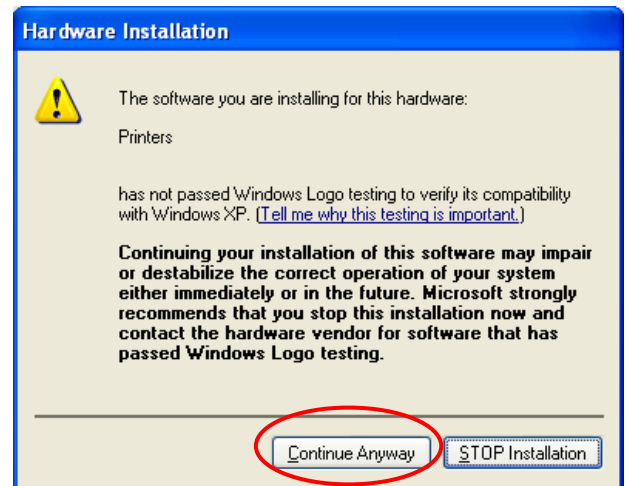 Hardware Installation
The software you are installing for this hardware:
Printers
has not passed Windows Logo testing to verify its compatibility
with Windows XP. (Tell me why this testing is important.)
Continuing your installation of this software may impair
or destabilize the correct operation of your system
either immediately or in the future. Microsoft strongly
recommends that you stop this installation now and
contact the hardware vendor for software that has
passed Windows Logo testing.
Continue Anyway
STOP Installation